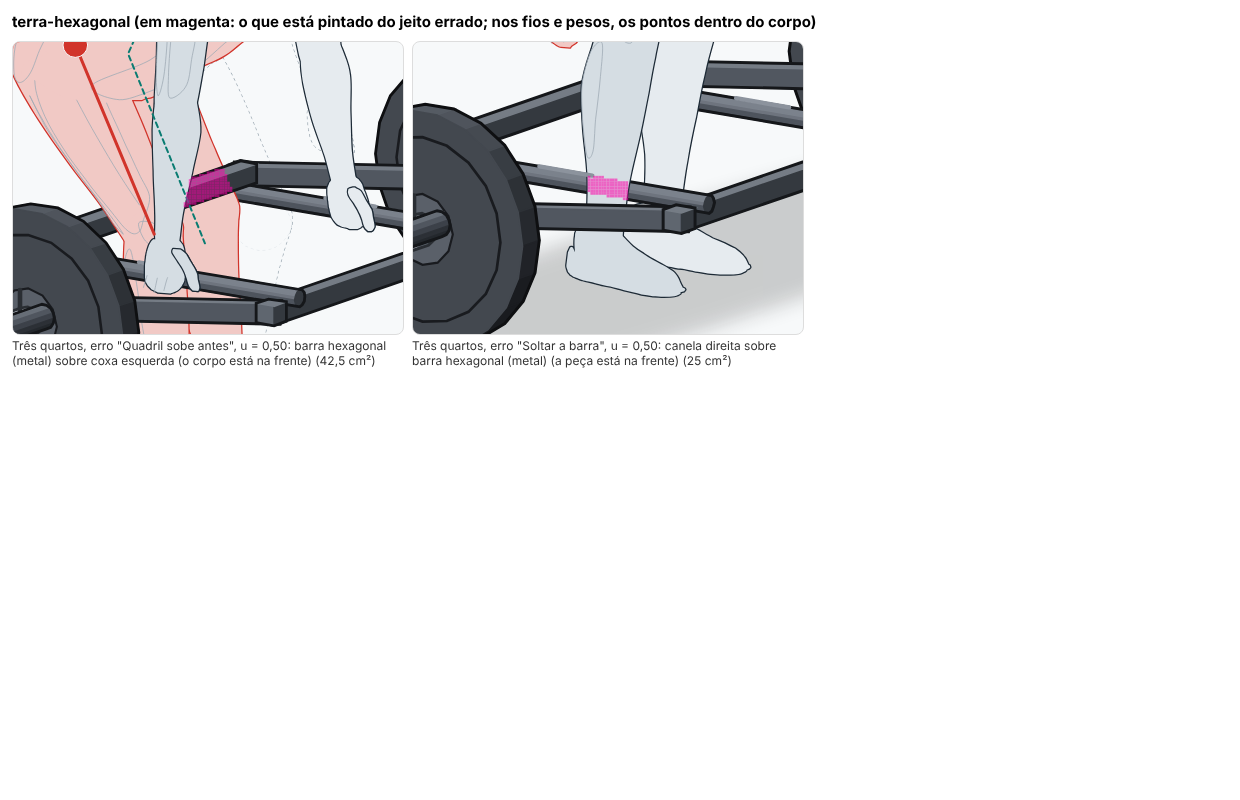 terra-hexagonal (em magenta: o que está pintado do jeito errado; nos fios e pesos, os pontos dentro do corpo)
Três quartos, erro "Quadril sobe antes", u = 0,50: barra hexagonal
(metal) sobre coxa esquerda (o corpo está na frente) (42,5 cm²)
Três quartos, erro "Soltar a barra", u = 0,50: canela direita sobre
barra hexagonal (metal) (a peça está na frente) (25 cm²)